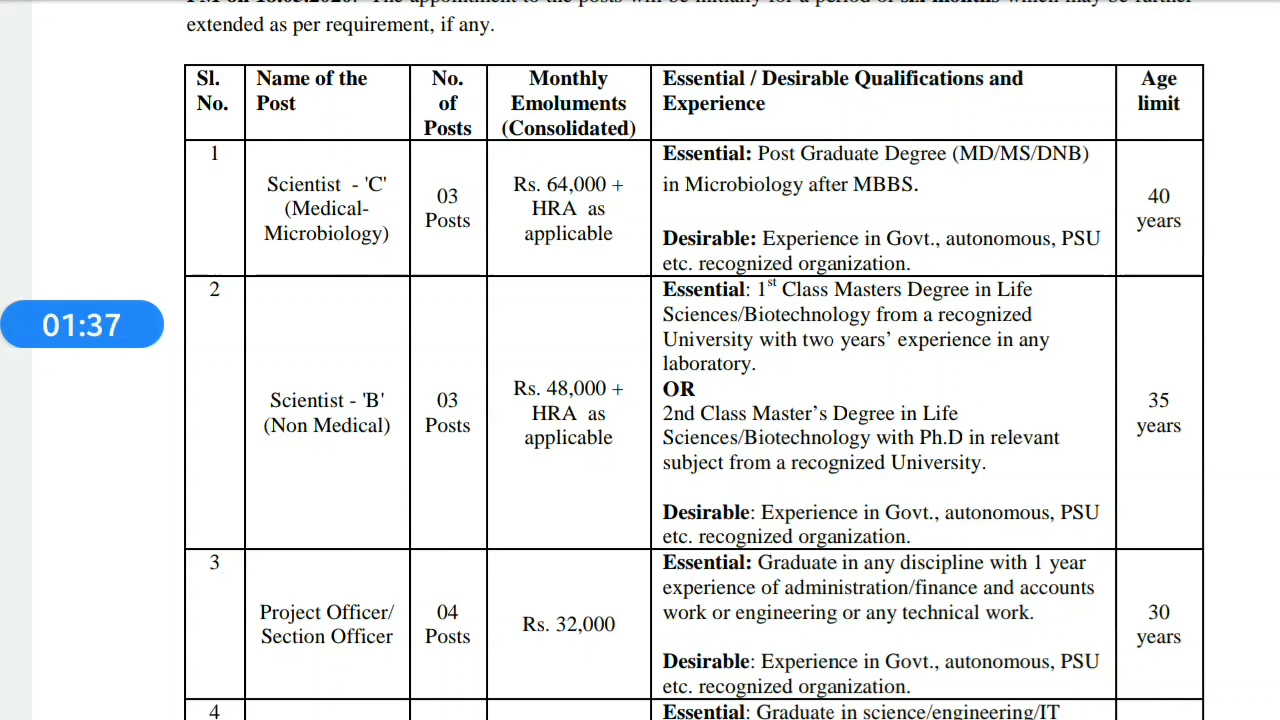 extended as per requirement, if any.
Sl. No.
Name of the Post
No. of Posts
Monthly Emoluments (Consolidated)
Essential / Desirable Qualifications and Experience
Age limit
1
Scientist - 'C'
(Medical-
Microbiology)
03
Posts
Rs. 64,000 +
HRA as
applicable
Essential: Post Graduate Degree (MD/MS/DNB)
in Microbiology after MBBS.
Desirable: Experience in Govt., autonomous, PSU
etc. recognized organization.
40
years
2
Scientist - 'B'
(Non Medical)
03
Posts
Rs. 48,000 +
HRA as
applicable
Essential: 1st Class Masters Degree in Life
Sciences/Biotechnology from a recognized
University with two years’ experience in any
laboratory.
OR
2nd Class Master’s Degree in Life
Sciences/Biotechnology with Ph.D in relevant
subject from a recognized University.
Desirable: Experience in Govt., autonomous, PSU
etc. recognized organization.
35
years
3
Project Officer/
Section Officer
04
Posts
Rs. 32,000
Essential: Graduate in any discipline with 1 year
experience of administration/finance and accounts
work or engineering or any technical work.
Desirable: Experience in Govt., autonomous, PSU
etc. recognized organization.
30
years
4
Essential: Graduate in science/engineering/IT
01:37